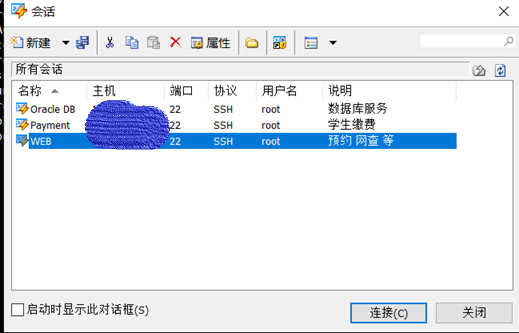 会话
新建 属性
所有会话
名称 主机 端口 协议 用户名 说明
Oracle DB 22 SSH root 数据库服务
Payment 22 SSH root 学生缴费
WEB 22 SSH root 预约 网查 等
启动时显示此对话框(S)
连接(C) 关闭